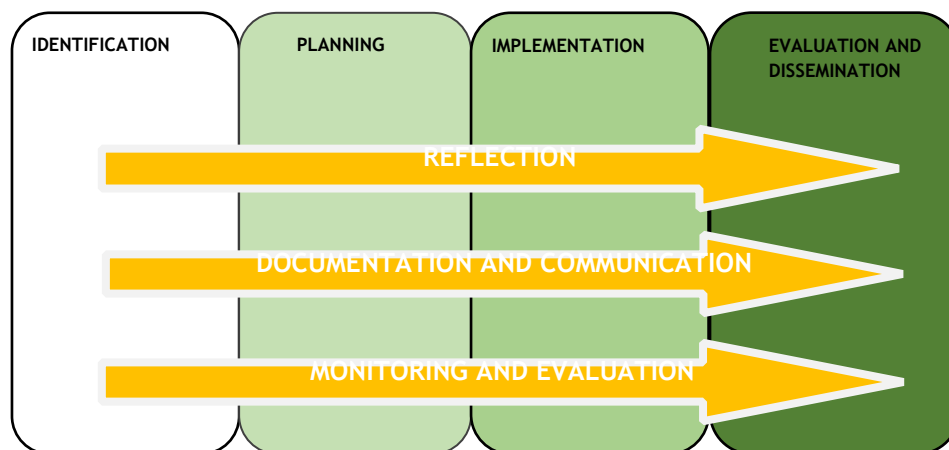 IDENTIFICATION
PLANNING
IMPLEMENTATION
EVALUATION AND
DISSEMINATION
REFLECTION
DOCUMENTATION AND COMMUNICATION
MONITORING AND EVALUATION